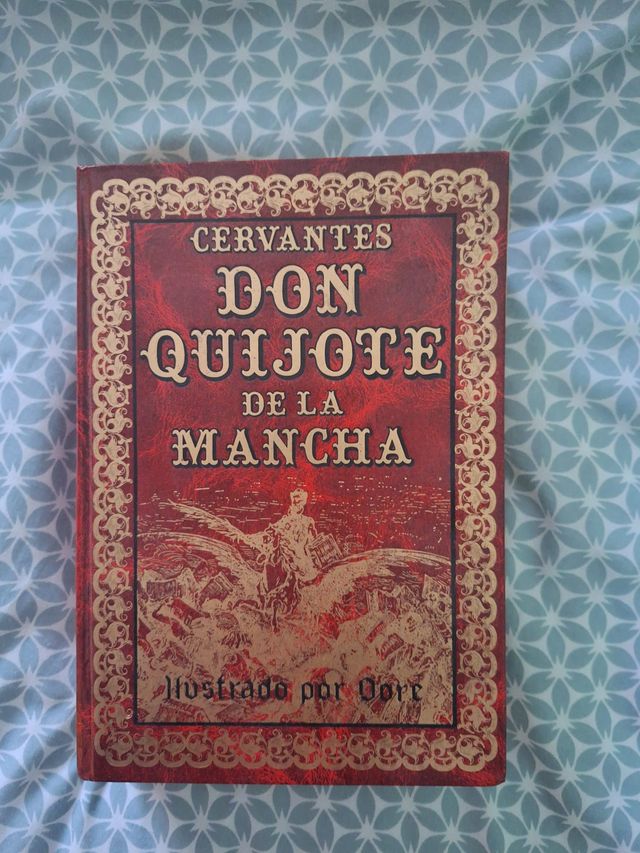 CERVANTES
DON
QUIJOTE
DE LA
MANCHA
Ilustrado por Doré